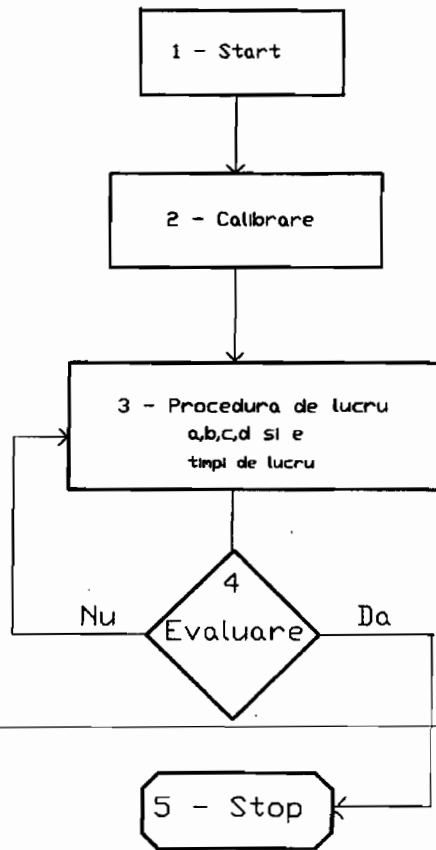 1 - Start
2 - Calibrare
3 - Procedura de lucru
a,b,c,d si e
timpi de lucru
4
Evaluare
Nu
Da
5 - Stop